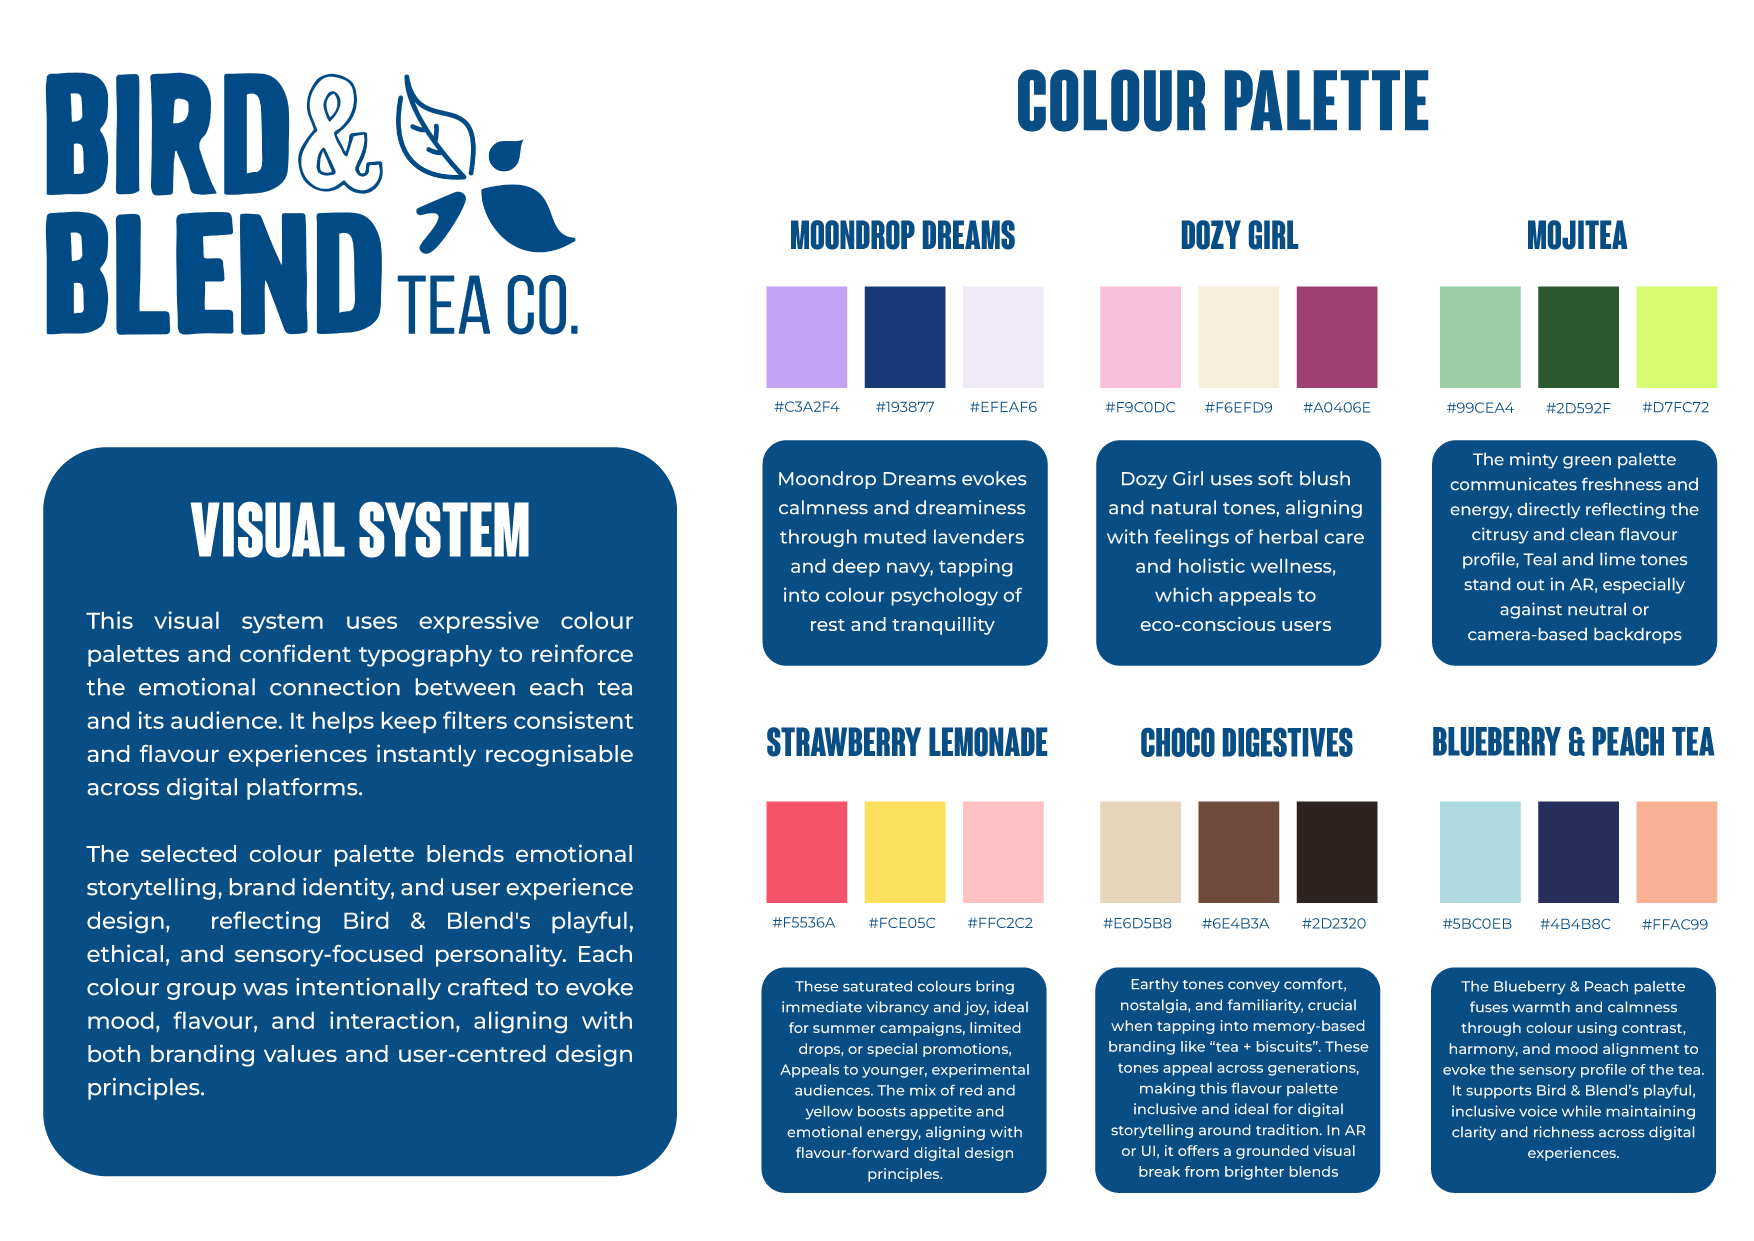 BIRD&
BLEND
TEA CO.
VISUAL SYSTEM
This visual system uses expressive colour
palettes and confident typography to reinforce
the emotional connection between each tea
and its audience. It helps keep filters consistent
and flavour experiences instantly recognisable
across digital platforms.
The selected colour palette blends emotional
storytelling, brand identity, and user experience
design, reflecting Bird & Blend's playful,
ethical, and sensory-focused personality. Each
colour group was intentionally crafted to evoke
mood, flavour, and interaction, aligning with
both branding values and user-centred design
principles.
COLOUR PALETTE
MOONDROP DREAMS
#C3A2F4 #193877 #EFEAF6
Moondrop Dreams evokes
calmness and dreaminess
through muted lavenders
and deep navy, tapping
into colour psychology of
rest and tranquillity
DOZY GIRL
#F9C0DC #F6EFD9 #A0406E
Dozy Girl uses soft blush
and natural tones, aligning
with feelings of herbal care
and holistic wellness,
which appeals to
eco-conscious users
MOJITEA
#99CEA4 #2D592F #D7FC72
The minty green palette
communicates freshness and
energy, directly reflecting the
citrusy and clean flavour
profile, Teal and lime tones
stand out in AR, especially
against neutral or
camera-based backdrops
STRAWBERRY LEMONADE
#F5536A #FCE05C #FFC2C2
These saturated colours bring
immediate vibrancy and joy, ideal
for summer campaigns, limited
drops, or special promotions,
Appeals to younger, experimental
audiences. The mix of red and
yellow boosts appetite and
emotional energy, aligning with
flavour-forward digital design
principles.
CHOCO DIGESTIVES
#E6D5B8 #6E4B3A #2D2320
Earthy tones convey comfort,
nostalgia, and familiarity, crucial
when tapping into memory-based
branding like “tea + biscuits”. These
tones appeal across generations,
making this flavour palette
inclusive and ideal for digital
storytelling around tradition. In AR
or UI, it offers a grounded visual
break from brighter blends
BLUEBERRY & PEACH TEA
#5BC0EB #4B4B8C #FFAC99
The Blueberry & Peach palette
fuses warmth and calmness
through colour using contrast,
harmony, and mood alignment to
evoke the sensory profile of the tea.
It supports Bird & Blend’s playful,
inclusive voice while maintaining
clarity and richness across digital
experiences.